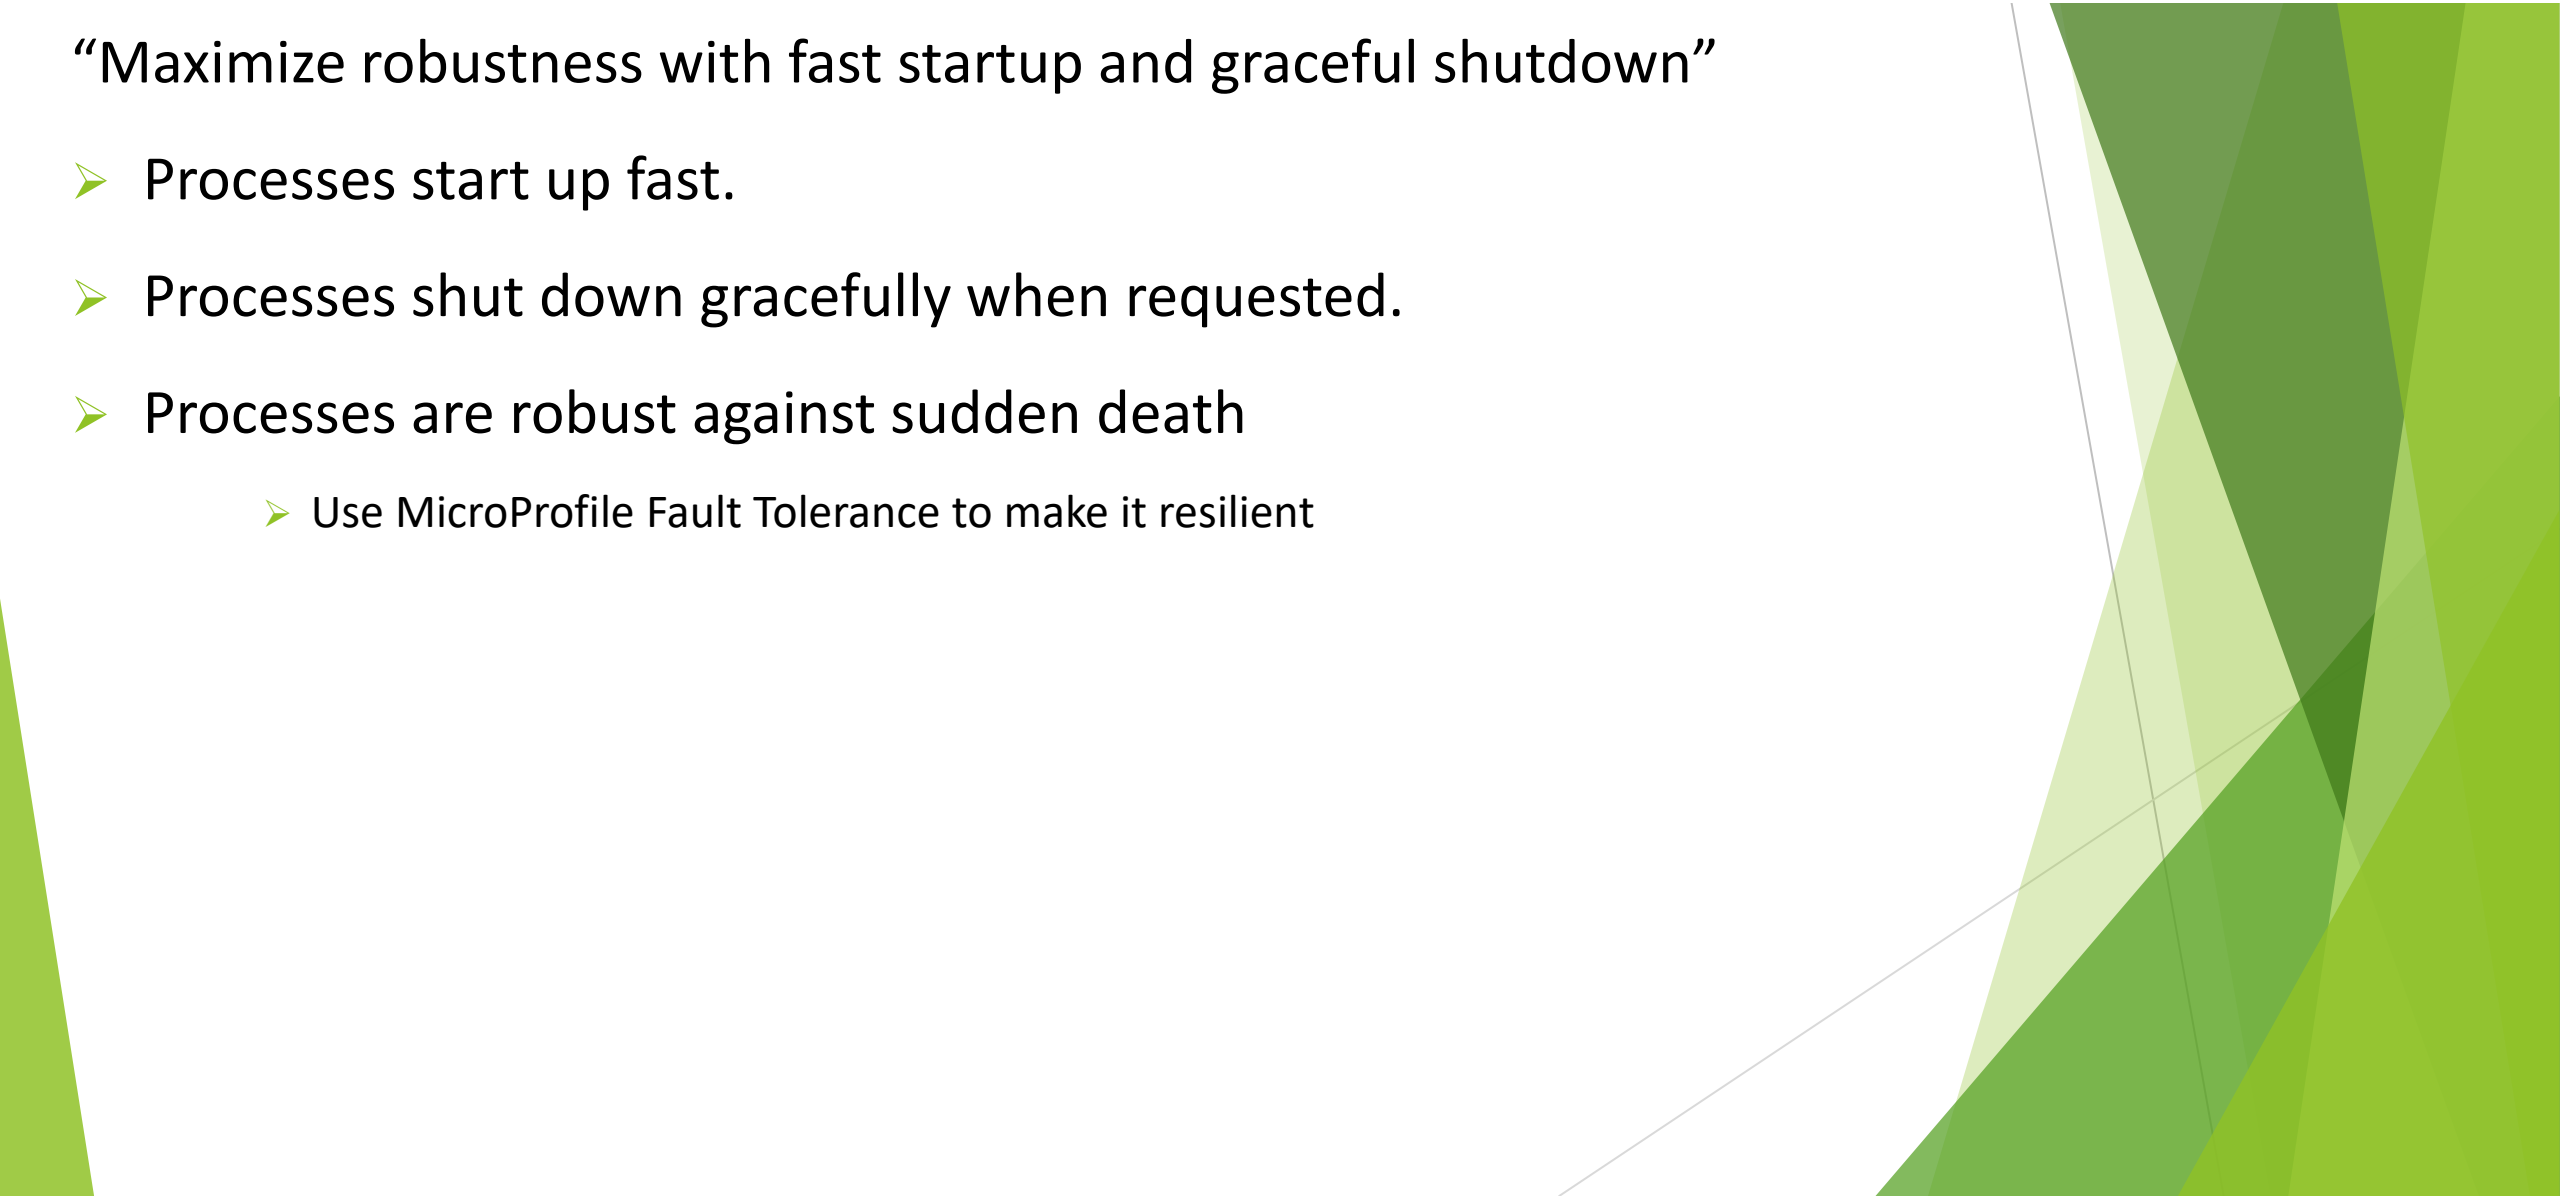 “Maximize robustness with fast startup and graceful shutdown”
Processes start up fast.
Processes shut down gracefully when requested.
Processes are robust against sudden death
Use MicroProfile Fault Tolerance to make it resilient